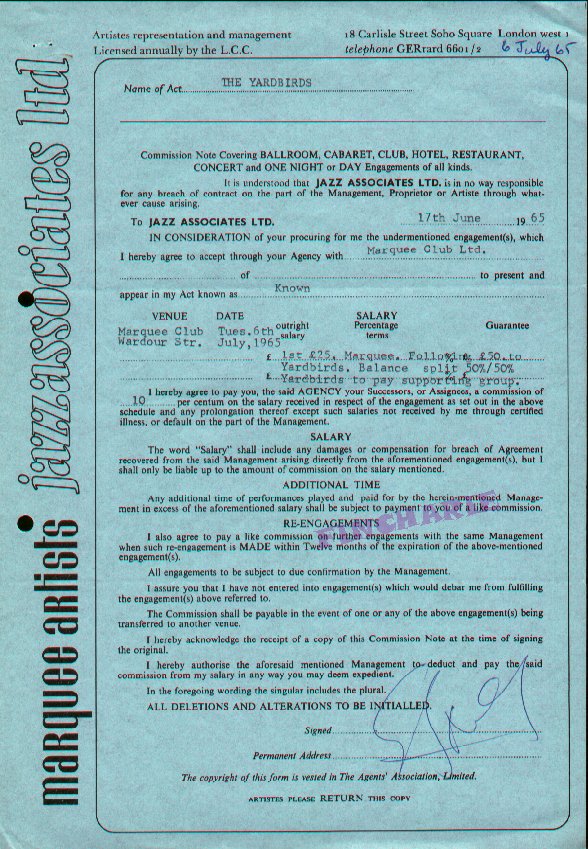 Artistes representation and management
Licensed annually by the L.C.C.
18 Carlisle Street Soho Square London west 1
telephone GERrard 6601/2
6 July 65
marquee artists jazz associates ltd
Name of Act THE YARDBIRDS
Commission Note Covering BALLROOM, CABARET, CLUB, HOTEL, RESTAURANT,
CONCERT and ONE NIGHT or DAY Engagements of all kinds.
It is understood that JAZZ ASSOCIATES LTD. is in no way responsible
for any breach of contract on the part of the Management, Proprietor or Artiste through what-
ever cause arising.
To JAZZ ASSOCIATES LTD. 17th June 1965
IN CONSIDERATION of your procuring for me the undermentioned engagement(s), which
I hereby agree to accept through your Agency with Marquee Club Ltd.
of to present and
appear in my Act known as Known
VENUE DATE SALARY
outright salary Percentage terms Guarantee
Marquee Club Tues. 6th
Wardour Str. July, 1965
£ 1st £25. Marquee. Following £50. to
Yardbirds. Balance split 50%/50%
£ Yardbirds to pay supporting group.
I hereby agree to pay you, the said AGENCY your Successors, or Assignees, a commission of
10 per centum on the salary received in respect of the engagement as set out in the above
schedule and any prolongation thereof except such salaries not received by me through certified
illness, or default on the part of the Management.
SALARY
The word "Salary" shall include any damages or compensation for breach of Agreement
recovered from the said Management arising directly from the aforementioned engagement(s), but I
shall only be liable up to the amount of commission on the salary mentioned.
ADDITIONAL TIME
Any additional time of performances played and paid for by the hereinmentioned Manage-
ment in excess of the aforementioned salary shall be subject to payment to you of a like commission.
RE-ENGAGEMENTS
I also agree to pay a like commission on further engagements with the same Management
when such re-engagement is MADE within Twelve months of the expiration of the above-mentioned
engagement(s).
All engagements to be subject to due confirmation by the Management.
I assure you that I have not entered into engagement(s) which would debar me from fulfilling
the engagement(s) above referred to.
The Commission shall be payable in the event of one or any of the above engagement(s) being
transferred to another venue.
I hereby acknowledge the receipt of a copy of this Commission Note at the time of signing
the original.
I hereby authorise the aforesaid mentioned Management to deduct and pay the said
commission from my salary in any way you may deem expedient.
In the foregoing wording the singular includes the plural.
ALL DELETIONS AND ALTERATIONS TO BE INITIALLED.
Signed
Permanent Address
The copyright of this form is vested in The Agents' Association, Limited.
ARTISTES PLEASE RETURN THIS COPY